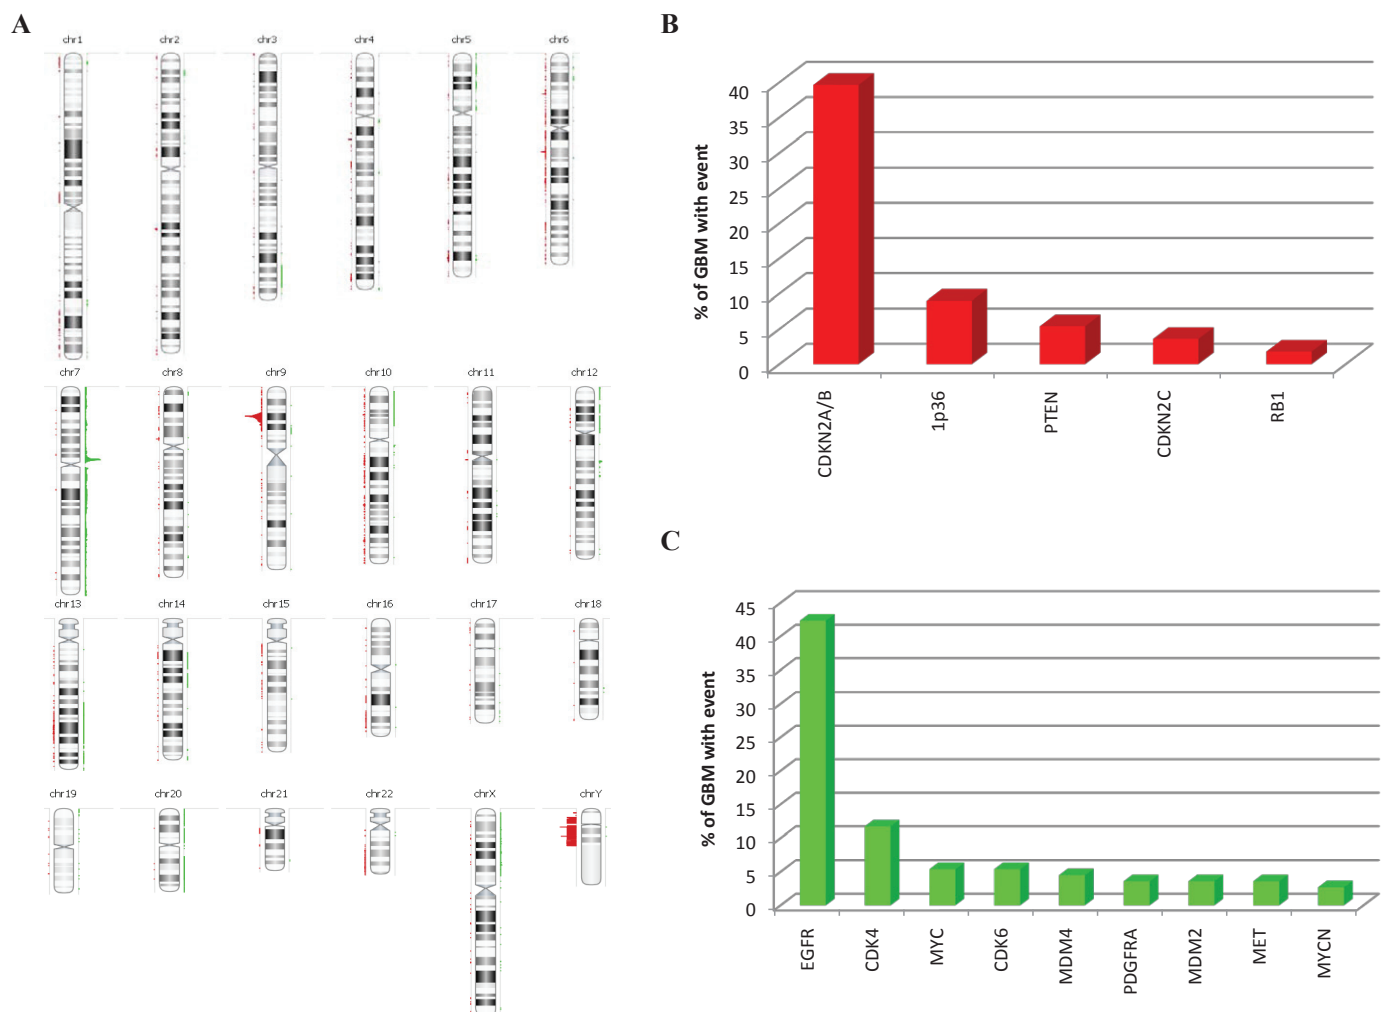 A
chr1 chr2 chr3 chr4 chr5 chr6
chr7 chr8 chr9 chr10 chr11 chr12
chr13 chr14 chr15 chr16 chr17 chr18
chr19 chr20 chr21 chr22 chrX chrY
B
% of GBM with event
40
35
30
25
20
15
10
5
0
CDKN2A/B
1p36
PTEN
CDKN2C
RB1
C
% of GBM with event
45
40
35
30
25
20
15
10
5
0
EGFR
CDK4
MYC
CDK6
MDM4
PDGFRA
MDM2
MET
MYCN